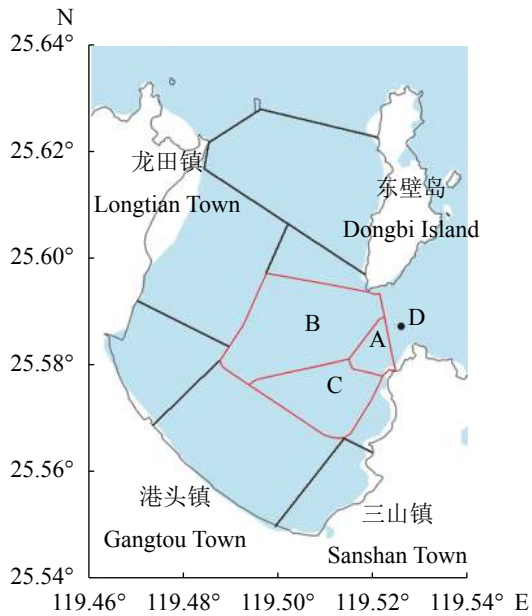 N
25.64°
25.62°
龙田镇
Longtian Town
东壁岛
Dongbi Island
25.60°
B
A
D
25.58°
C
25.56°
港头镇
Gangtou Town
三山镇
Sanshan Town
25.54°
119.46° 119.48° 119.50° 119.52° 119.54° E